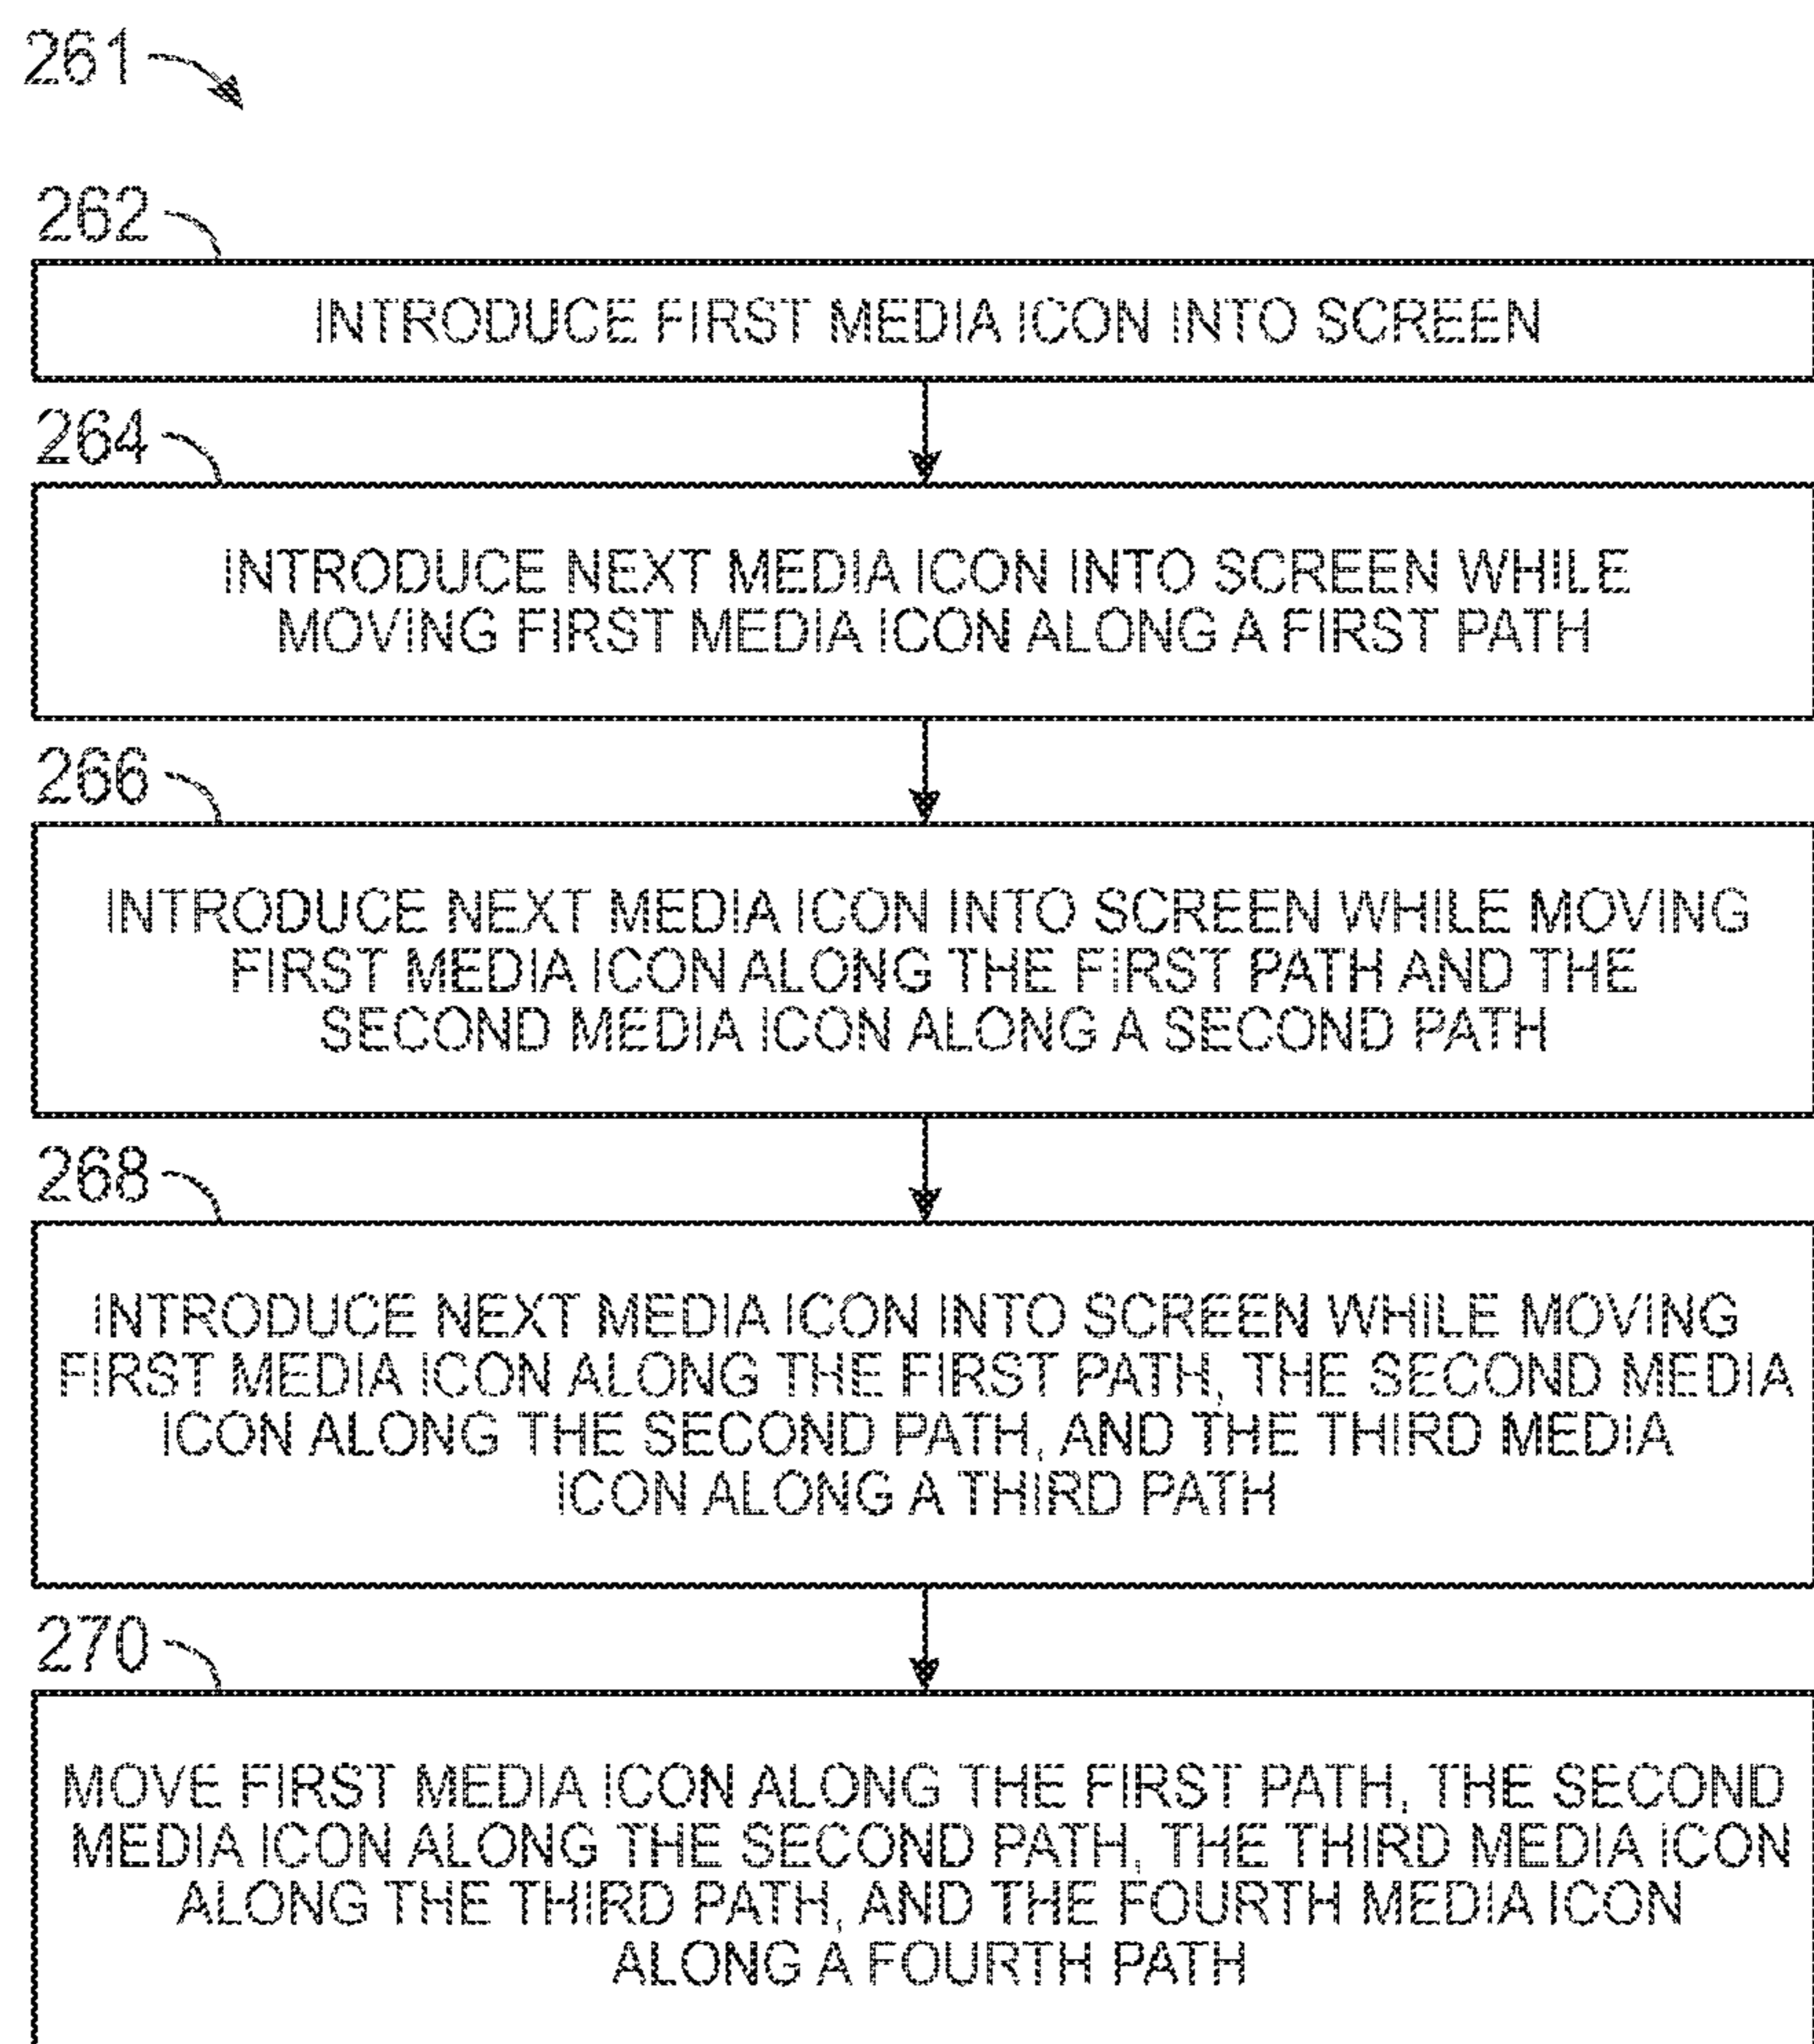 261
262
INTRODUCE FIRST MEDIA ICON INTO SCREEN
264
INTRODUCE NEXT MEDIA ICON INTO SCREEN WHILE
MOVING FIRST MEDIA ICON ALONG A FIRST PATH
266
INTRODUCE NEXT MEDIA ICON INTO SCREEN WHILE MOVING
FIRST MEDIA ICON ALONG THE FIRST PATH AND THE
SECOND MEDIA ICON ALONG A SECOND PATH
268
INTRODUCE NEXT MEDIA ICON INTO SCREEN WHILE MOVING
FIRST MEDIA ICON ALONG THE FIRST PATH, THE SECOND MEDIA
ICON ALONG THE SECOND PATH, AND THE THIRD MEDIA
ICON ALONG A THIRD PATH
270
MOVE FIRST MEDIA ICON ALONG THE FIRST PATH, THE SECOND
MEDIA ICON ALONG THE SECOND PATH, THE THIRD MEDIA ICON
ALONG THE THIRD PATH, AND THE FOURTH MEDIA ICON
ALONG A FOURTH PATH